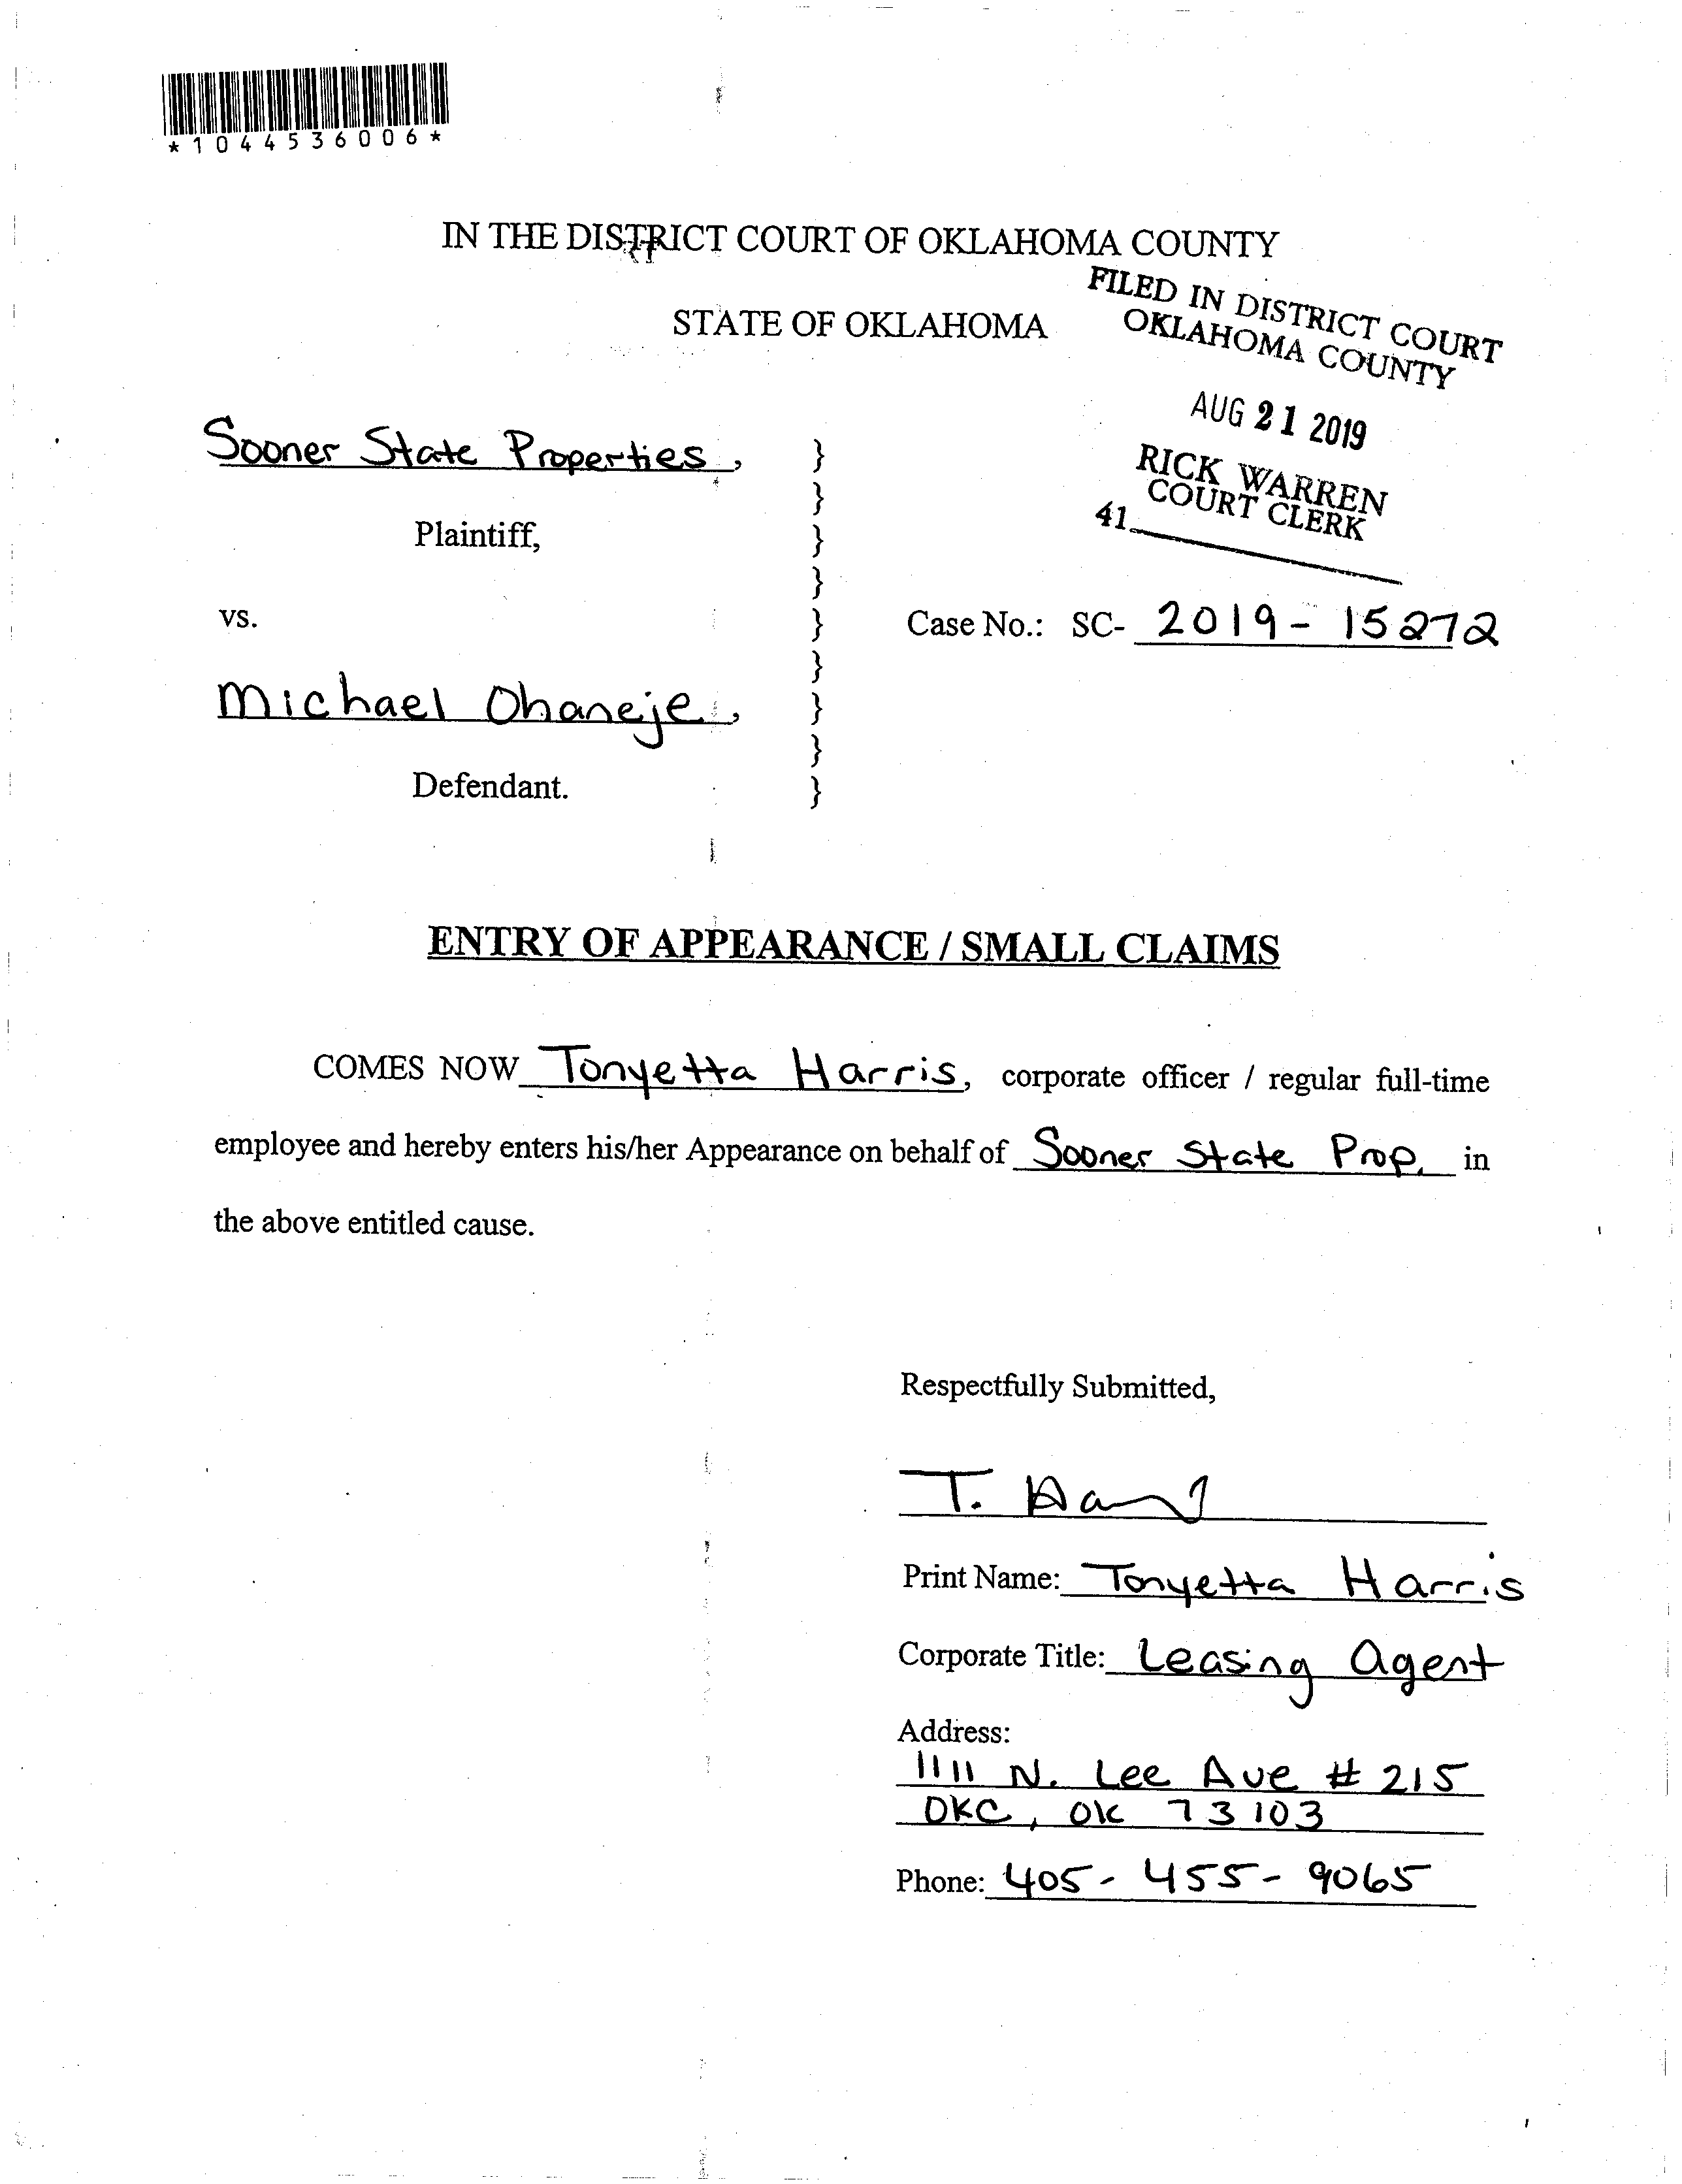 *1044536006*
IN THE DISTRICT COURT OF OKLAHOMA COUNTY
STATE OF OKLAHOMA
FILED IN DISTRICT COURT
OKLAHOMA COUNTY
AUG 21 2019
RICK WARREN
COURT CLERK
41
Sooner State Properties,
Plaintiff,
vs.
Case No.: SC- 2019-15272
Michael Ohaneje,
Defendant.
ENTRY OF APPEARANCE / SMALL CLAIMS
COMES NOW Tonyetta Harris, corporate officer / regular full-time
employee and hereby enters his/her Appearance on behalf of Sooner State Prop. in
the above entitled cause.
Respectfully Submitted,
T. Ha
Print Name: Tonyetta Harris
Corporate Title: Leasing Agent
Address:
1111 N. Lee Ave # 215
OKC, OK 73103
Phone: 405-455-9065